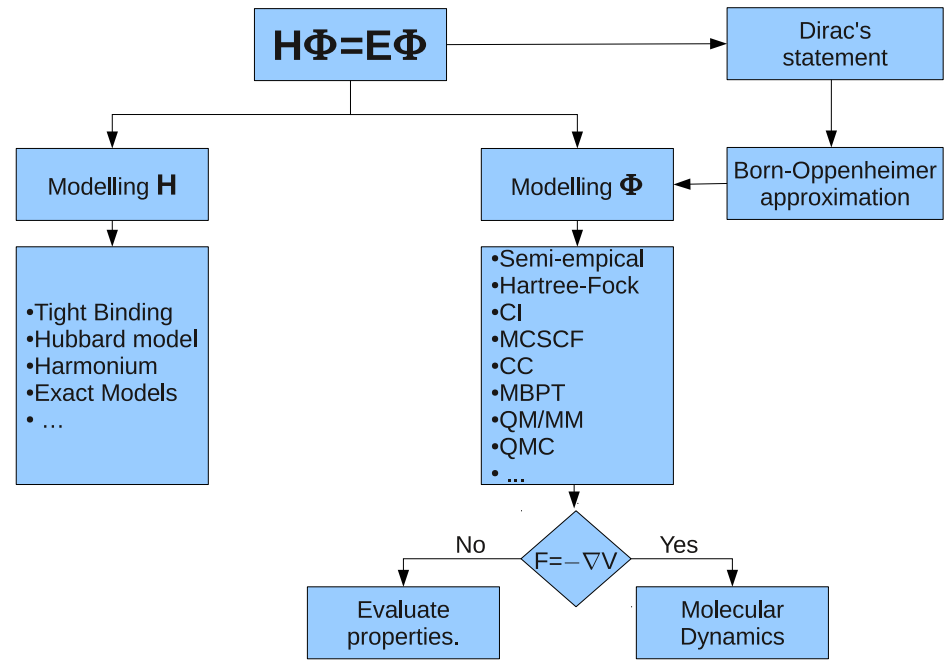 HΦ=EΦ
Dirac's
statement
Modelling H
Modelling Φ
Born-Oppenheimer
approximation
•Tight Binding
•Hubbard model
•Harmonium
•Exact Models
• ...
•Semi-empical
•Hartree-Fock
•CI
•MCSCF
•CC
•MBPT
•QM/MM
•QMC
• ...
No
F=−∇V
Yes
Evaluate
properties.
Molecular
Dynamics